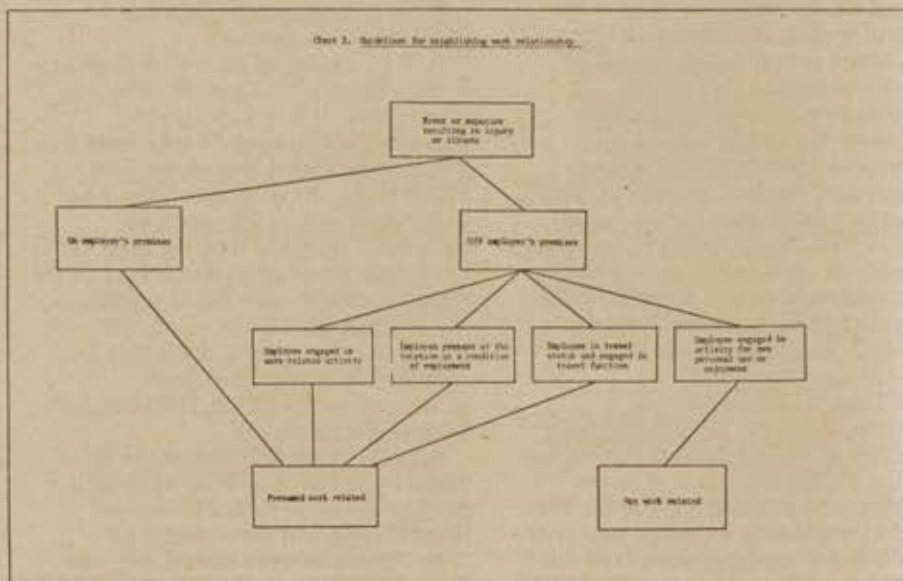 Chart 2. Guidelines for establishing work relationship
Event or exposure
resulting in injury
or illness
On employer's premises
Off employer's premises
Employee engaged in
work related activity
Employee present at the
location as a condition
of employment
Employee in travel
status and engaged in
travel function
Employee engaged in
activity for own
personal use or
enjoyment
Presumed work related
Not work related